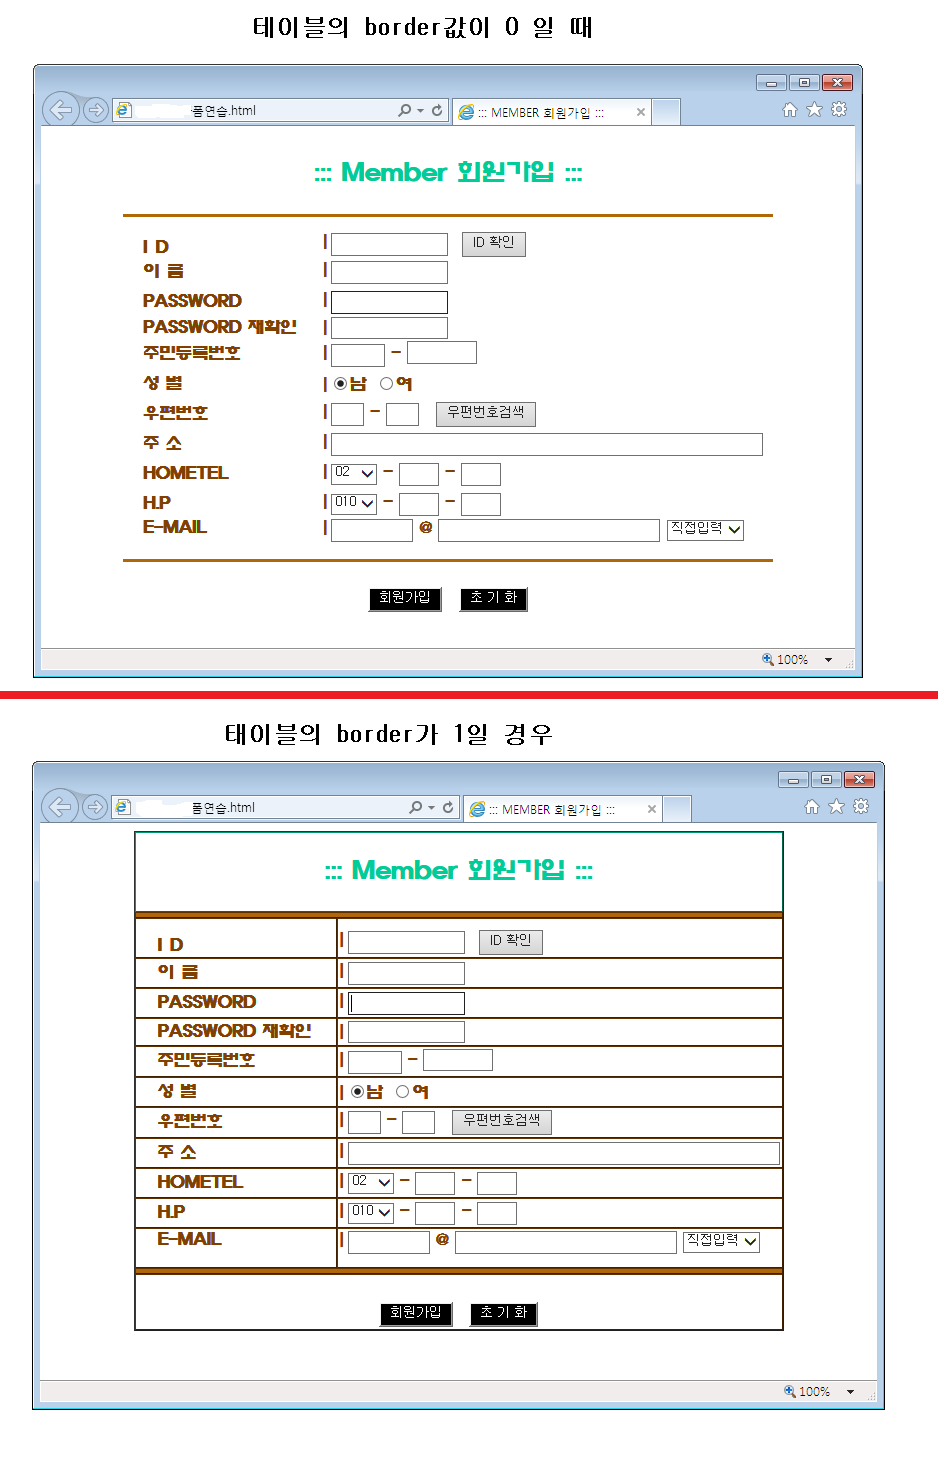 테이블의 border값이 0 일 때
폼연습.html
::: MEMBER 회원가입 :::
::: Member 회원가입 :::
I D | ID 확인
이 름 |
PASSWORD |
PASSWORD 재확인 |
주민등록번호 | -
성 별 | 남 여
우편번호 | - 우편번호검색
주 소 |
HOMETEL | 02 - -
H.P | 010 - -
E-MAIL | @ 직접입력
회원가입 초 기 화
100%
테이블의 border가 1일 경우
폼연습.html
::: MEMBER 회원가입 :::
::: Member 회원가입 :::
I D | ID 확인
이 름 |
PASSWORD |
PASSWORD 재확인 |
주민등록번호 | -
성 별 | 남 여
우편번호 | - 우편번호검색
주 소 |
HOMETEL | 02 - -
H.P | 010 - -
E-MAIL | @ 직접입력
회원가입 초 기 화
100%